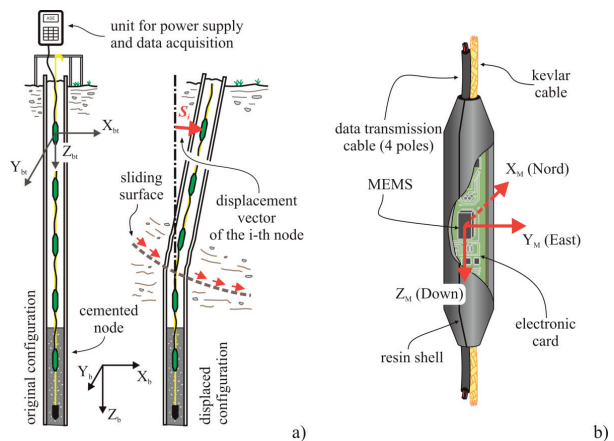 ASE
unit for power supply
and data acquisition
X_bt
Y_bt
Z_bt
S_i
sliding
surface
displacement
vector
of the i-th node
cemented
node
original configuration
Y_b
X_b
Z_b
displaced
configuration
a)
kevlar
cable
data transmission
cable (4 poles)
X_M (Nord)
MEMS
Y_M (East)
Z_M (Down)
electronic
card
resin shell
b)